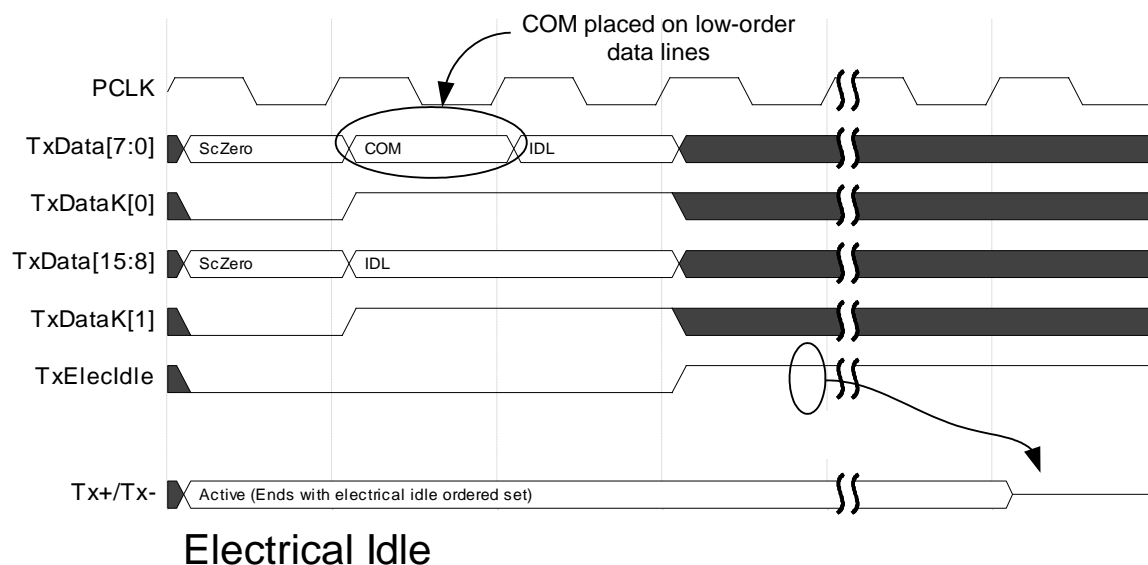 COM placed on low-order
data lines
PCLK
TxData[7:0] ScZero COM IDL
TxDataK[0]
TxData[15:8] ScZero IDL
TxDataK[1]
TxElecIdle
Tx+/Tx- Active (Ends with electrical idle ordered set)
Electrical Idle